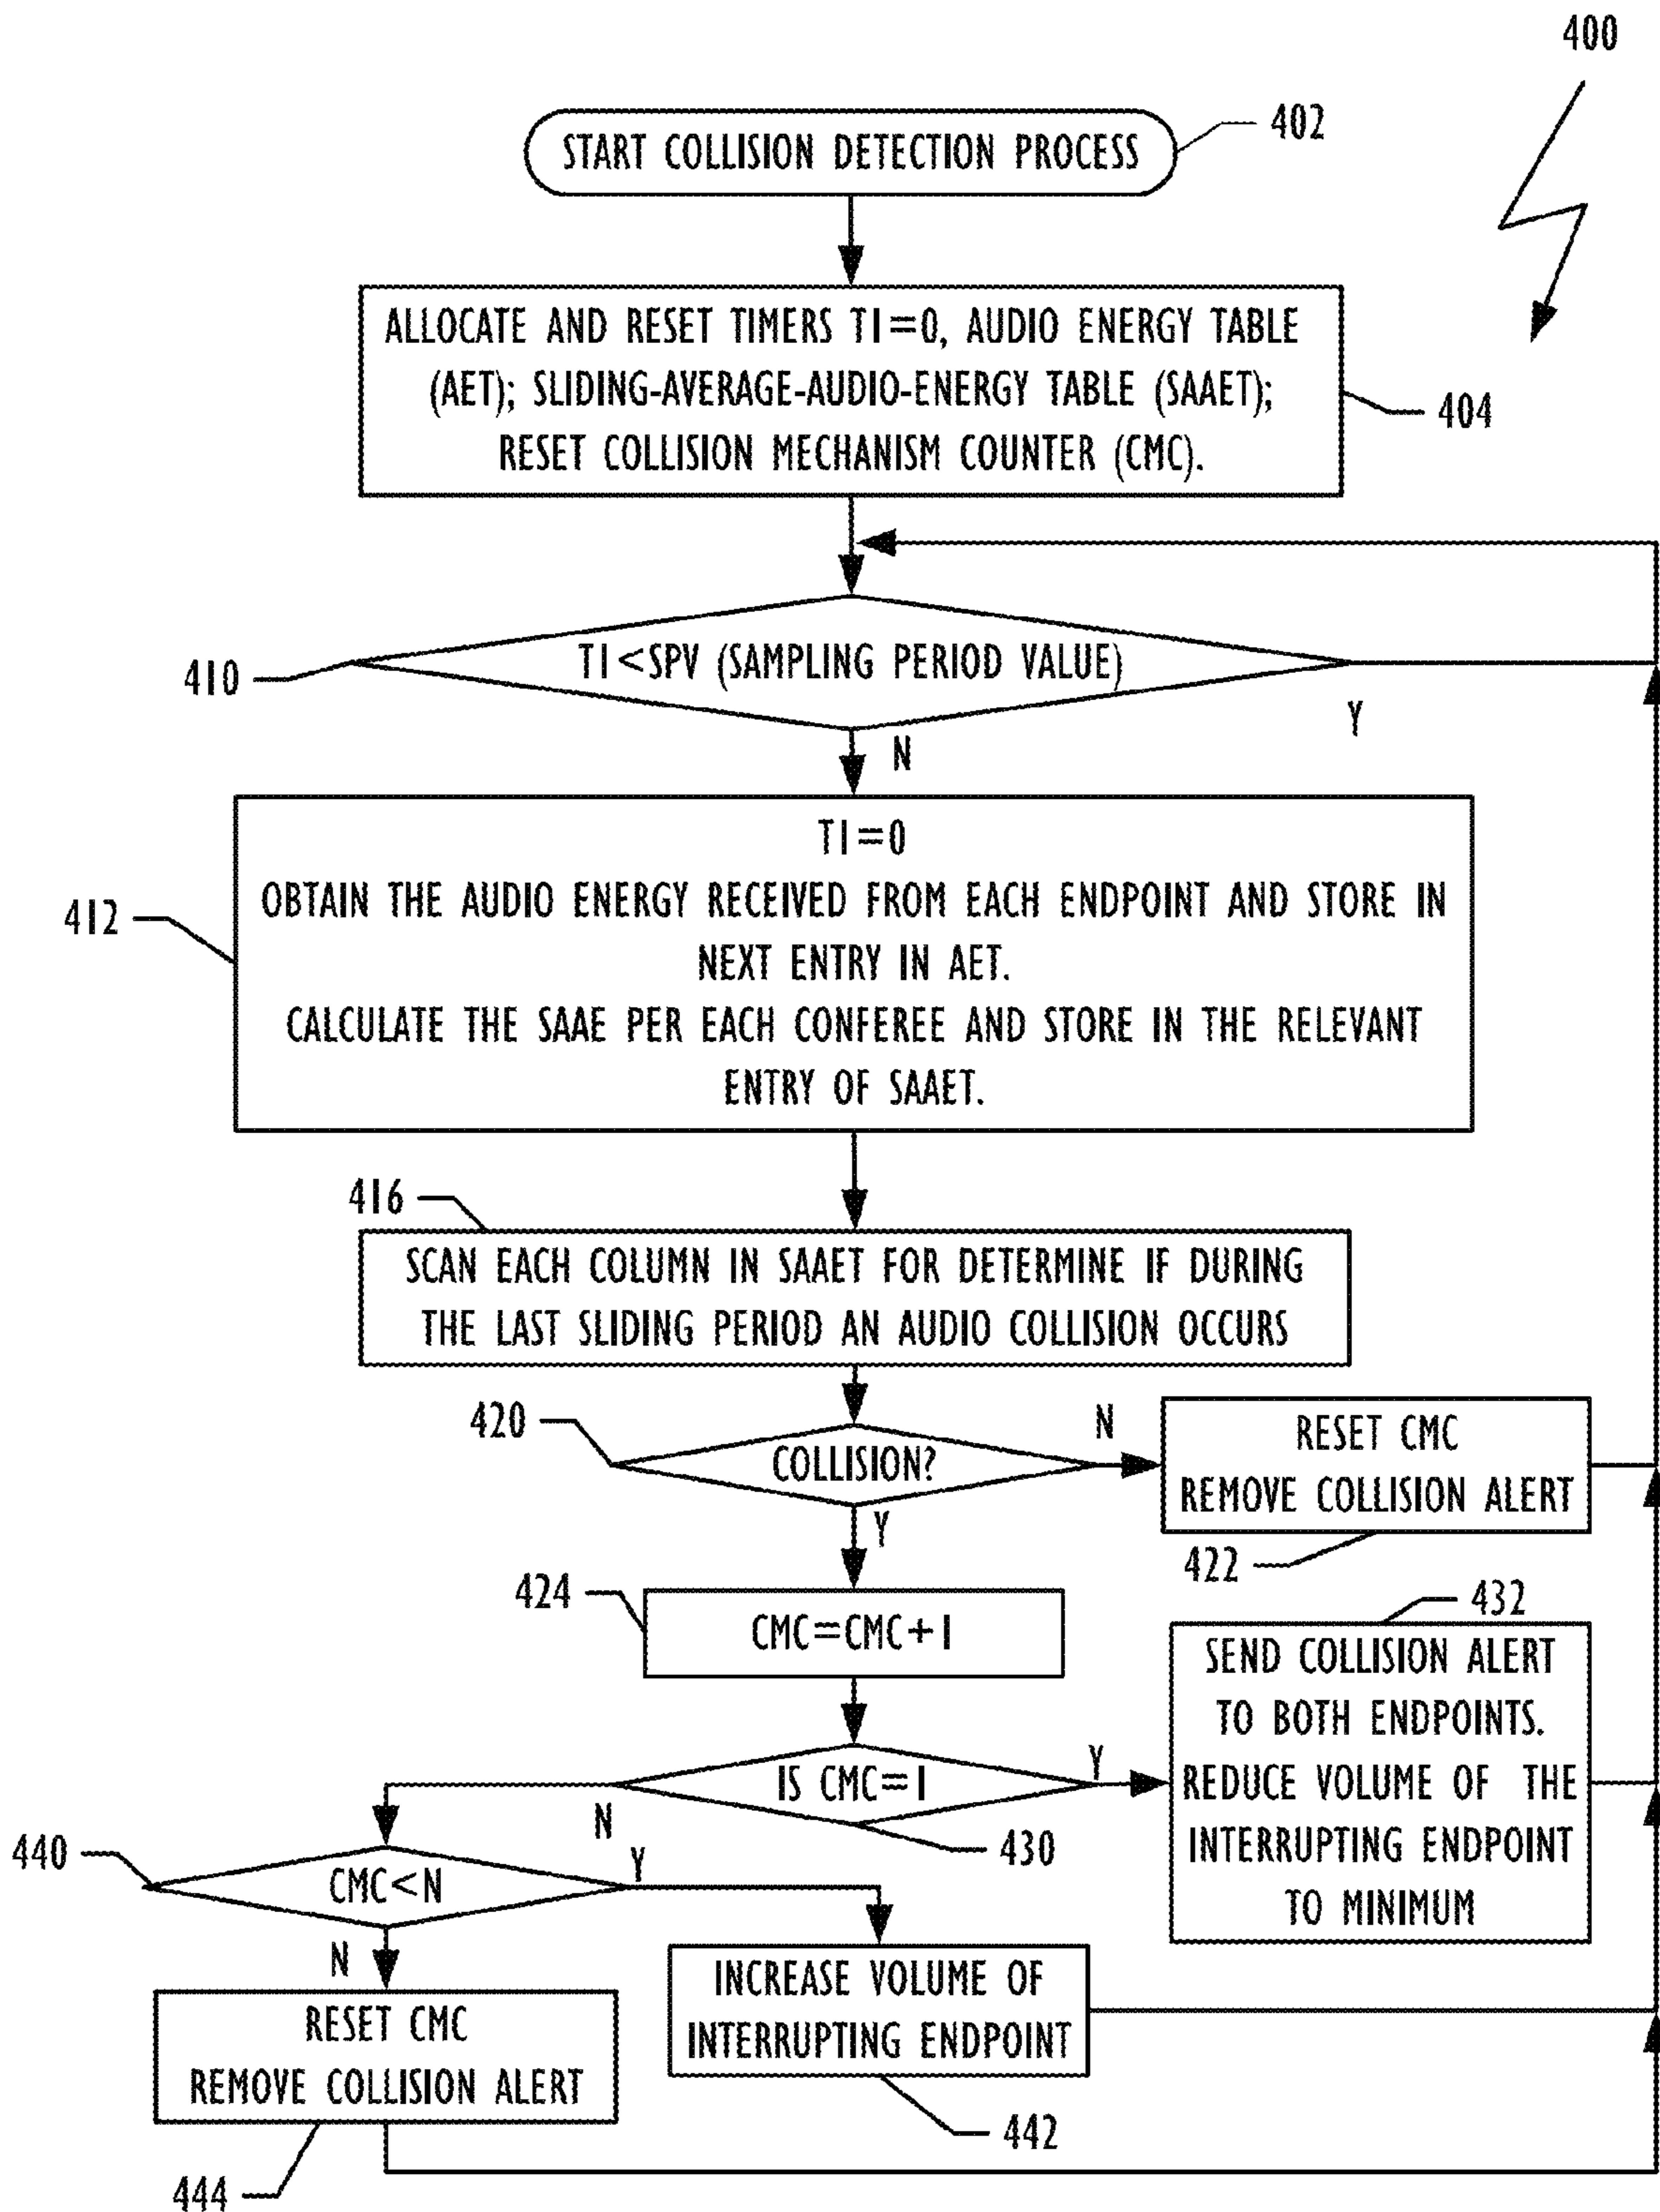 400
START COLLISION DETECTION PROCESS
402
ALLOCATE AND RESET TIMERS T1=0, AUDIO ENERGY TABLE
(AET); SLIDING-AVERAGE-AUDIO-ENERGY TABLE (SAAET);
RESET COLLISION MECHANISM COUNTER (CMC).
404
410
T1<SPV (SAMPLING PERIOD VALUE)
Y
N
412
T1=0
OBTAIN THE AUDIO ENERGY RECEIVED FROM EACH ENDPOINT AND STORE IN
NEXT ENTRY IN AET.
CALCULATE THE SAAE PER EACH CONFEREE AND STORE IN THE RELEVANT
ENTRY OF SAAET.
416
SCAN EACH COLUMN IN SAAET FOR DETERMINE IF DURING
THE LAST SLIDING PERIOD AN AUDIO COLLISION OCCURS
420
COLLISION?
N
RESET CMC
REMOVE COLLISION ALERT
422
Y
424
CMC=CMC+1
432
SEND COLLISION ALERT
TO BOTH ENDPOINTS.
REDUCE VOLUME OF THE
INTERRUPTING ENDPOINT
TO MINIMUM
IS CMC=1
Y
N
430
440
CMC<N
Y
N
INCREASE VOLUME OF
INTERRUPTING ENDPOINT
442
RESET CMC
REMOVE COLLISION ALERT
444